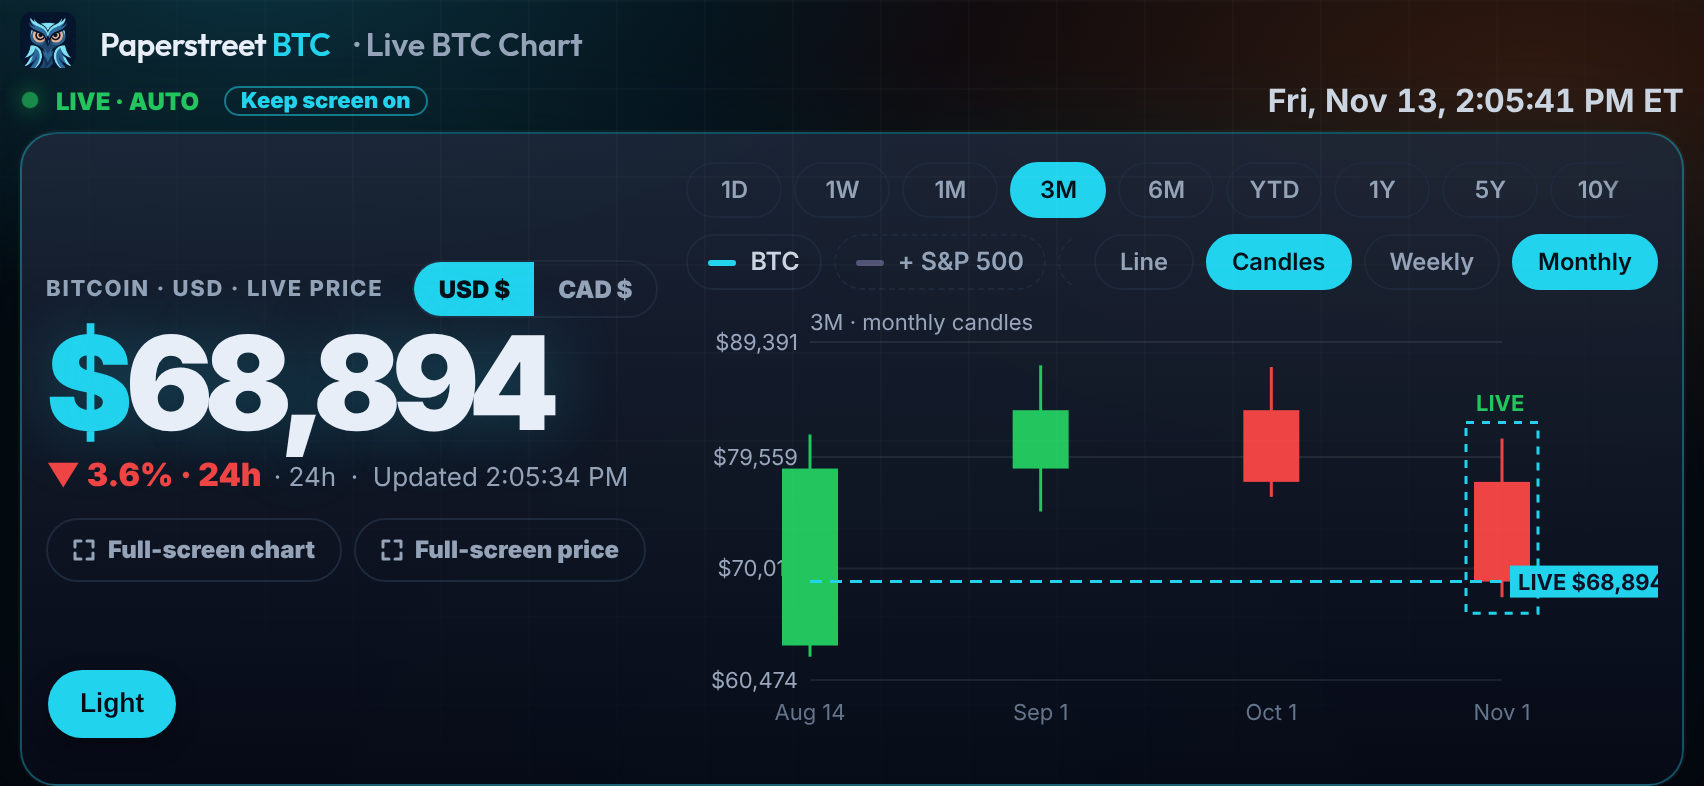 Paperstreet BTC · Live BTC Chart
LIVE · AUTO
Keep screen on
Fri, Nov 13, 2:05:41 PM ET
1D 1W 1M 3M 6M YTD 1Y 5Y 10Y
BTC + S&P 500 Line Candles Weekly Monthly
BITCOIN · USD · LIVE PRICE
USD $ CAD $
$68,894
▼ 3.6% · 24h · 24h · Updated 2:05:34 PM
Full-screen chart
Full-screen price
Light
3M · monthly candles
$89,391
$79,559
$70,01
$60,474
LIVE
LIVE $68,894
Aug 14 Sep 1 Oct 1 Nov 1